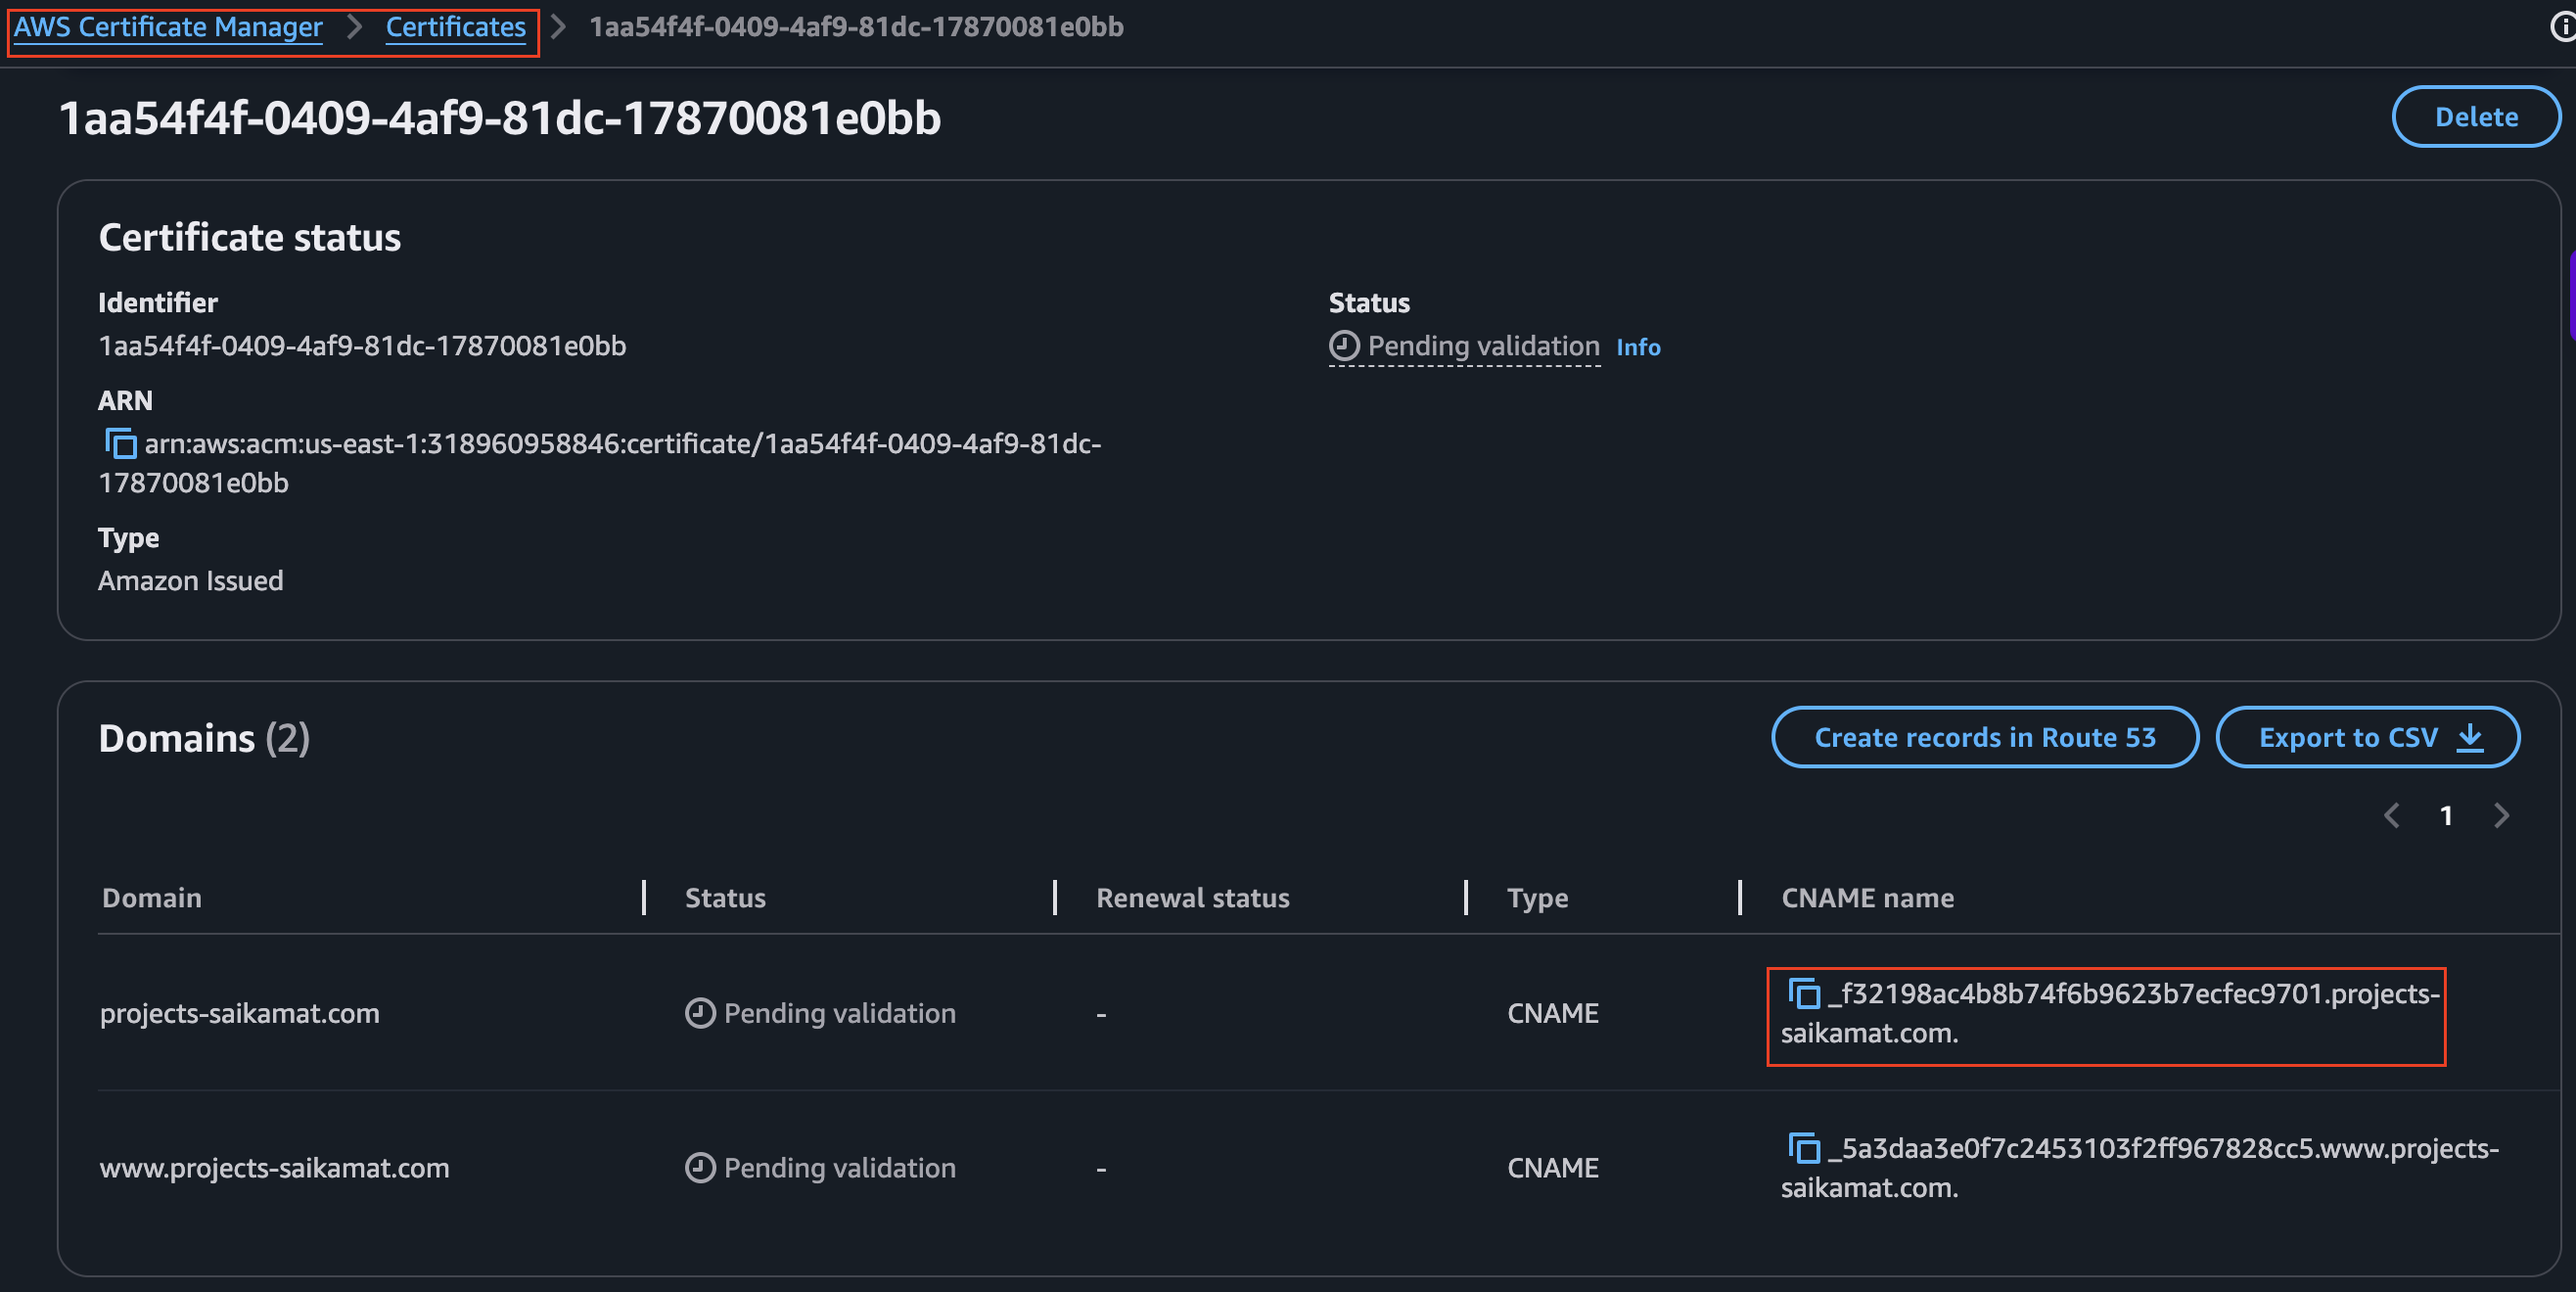 AWS Certificate Manager > Certificates > 1aa54f4f-0409-4af9-81dc-17870081e0bb
1aa54f4f-0409-4af9-81dc-17870081e0bb
Delete
Certificate status
Identifier
1aa54f4f-0409-4af9-81dc-17870081e0bb
ARN
arn:aws:acm:us-east-1:318960958846:certificate/1aa54f4f-0409-4af9-81dc-
17870081e0bb
Type
Amazon Issued
Status
Pending validation Info
Domains (2)
Create records in Route 53
Export to CSV
1
Domain Status Renewal status Type CNAME name
projects-saikamat.com Pending validation - CNAME _f32198ac4b8b74f6b9623b7ecfec9701.projects-
saikamat.com.
www.projects-saikamat.com Pending validation - CNAME _5a3daa3e0f7c2453103f2ff967828cc5.www.projects-
saikamat.com.